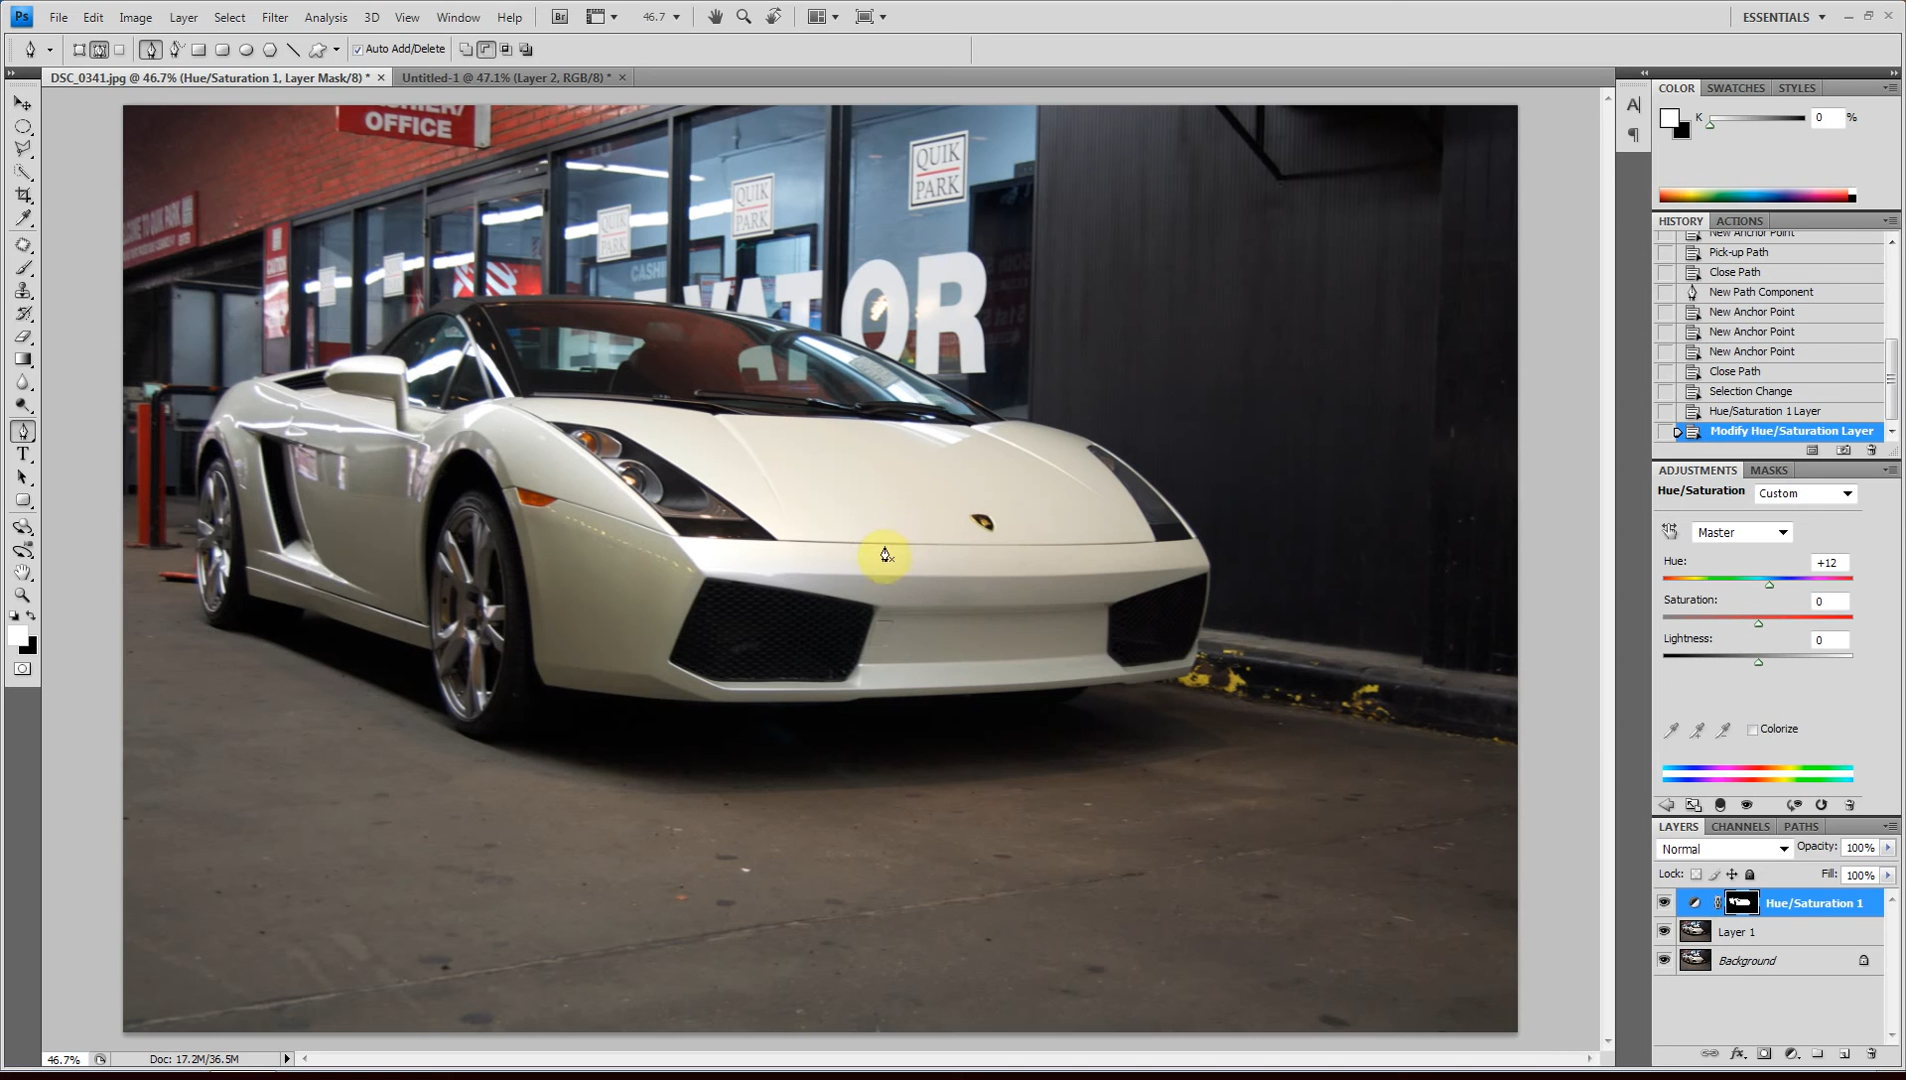 Ps File Edit Image Layer Select Filter Analysis 3D View Window Help Br 46.7 ESSENTIALS
Auto Add/Delete
DSC_0341.jpg @ 46.7% (Hue/Saturation 1, Layer Mask/8) * × Untitled-1 @ 47.1% (Layer 2, RGB/8) * ×
COLOR SWATCHES STYLES
K 0 %
HISTORY ACTIONS
New Anchor Point
Pick-up Path
Close Path
New Path Component
New Anchor Point
New Anchor Point
New Anchor Point
Close Path
Selection Change
Hue/Saturation 1 Layer
Modify Hue/Saturation Layer
ADJUSTMENTS MASKS
Hue/Saturation Custom
Master
Hue: +12
Saturation: 0
Lightness: 0
Colorize
LAYERS CHANNELS PATHS
Normal Opacity: 100%
Lock: Fill: 100%
Hue/Saturation 1
Layer 1
Background
CASHIER/
OFFICE
QUIK
PARK
QUIK
PARK
QUIK
PARK
CAUTION
CASHI
VATOR
46.7% Doc: 17.2M/36.5M